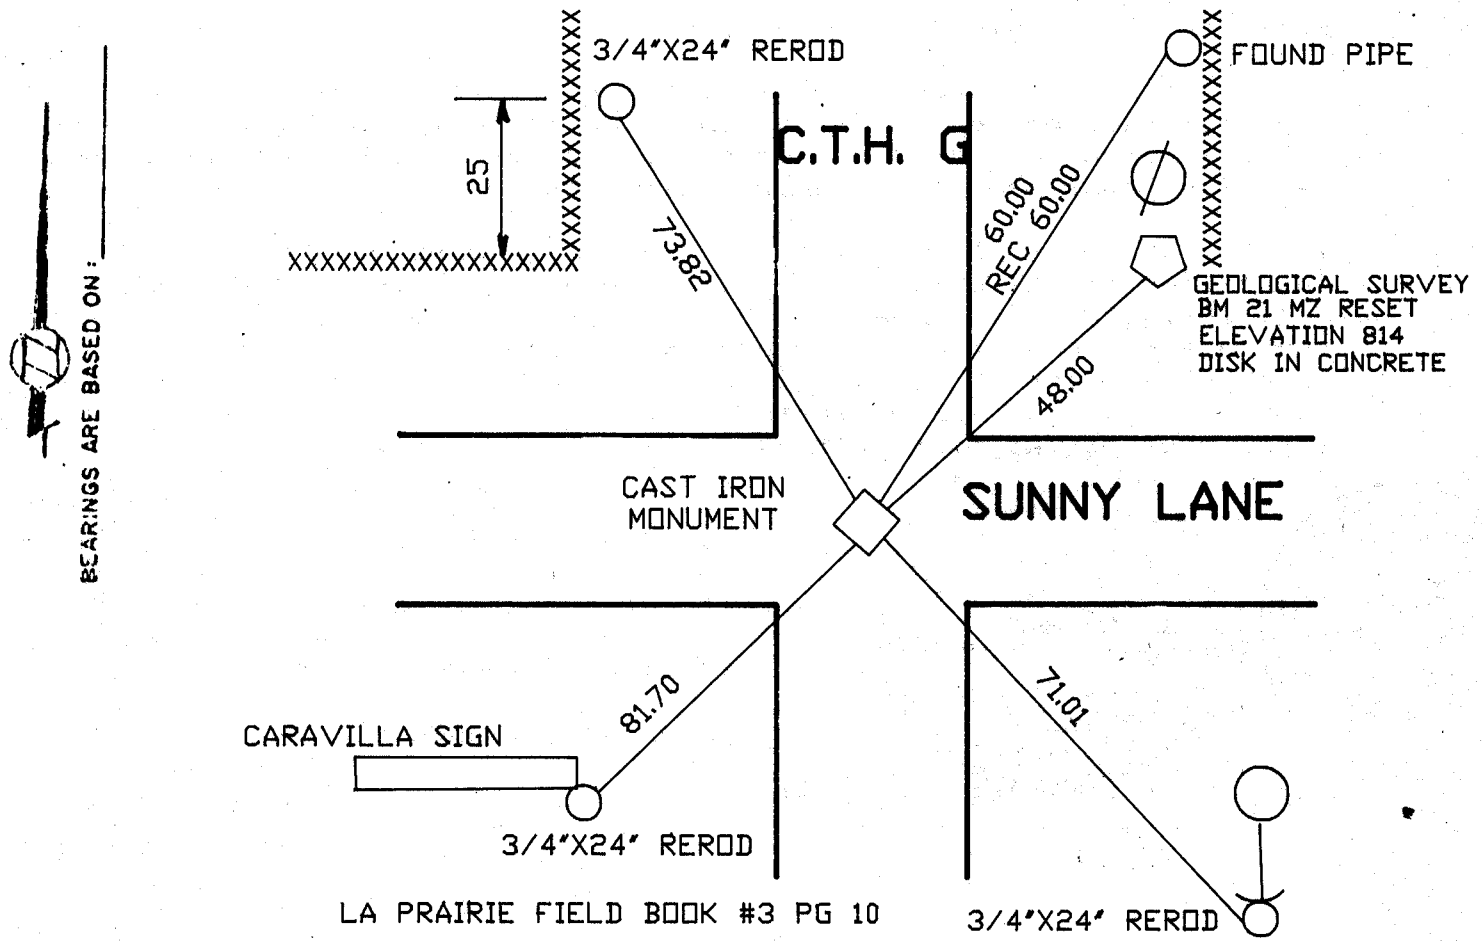 3/4"X24" REROD
FOUND PIPE
C.T.H. G
25
73.82
60.00
REC 60.00
GEOLOGICAL SURVEY
BM 21 MZ RESET
ELEVATION 814
DISK IN CONCRETE
48.00
BEARINGS ARE BASED ON:
CAST IRON
MONUMENT
SUNNY LANE
81.70
71.01
CARAVILLA SIGN
3/4"X24" REROD
LA PRAIRIE FIELD BOOK #3 PG 10
3/4"X24" REROD